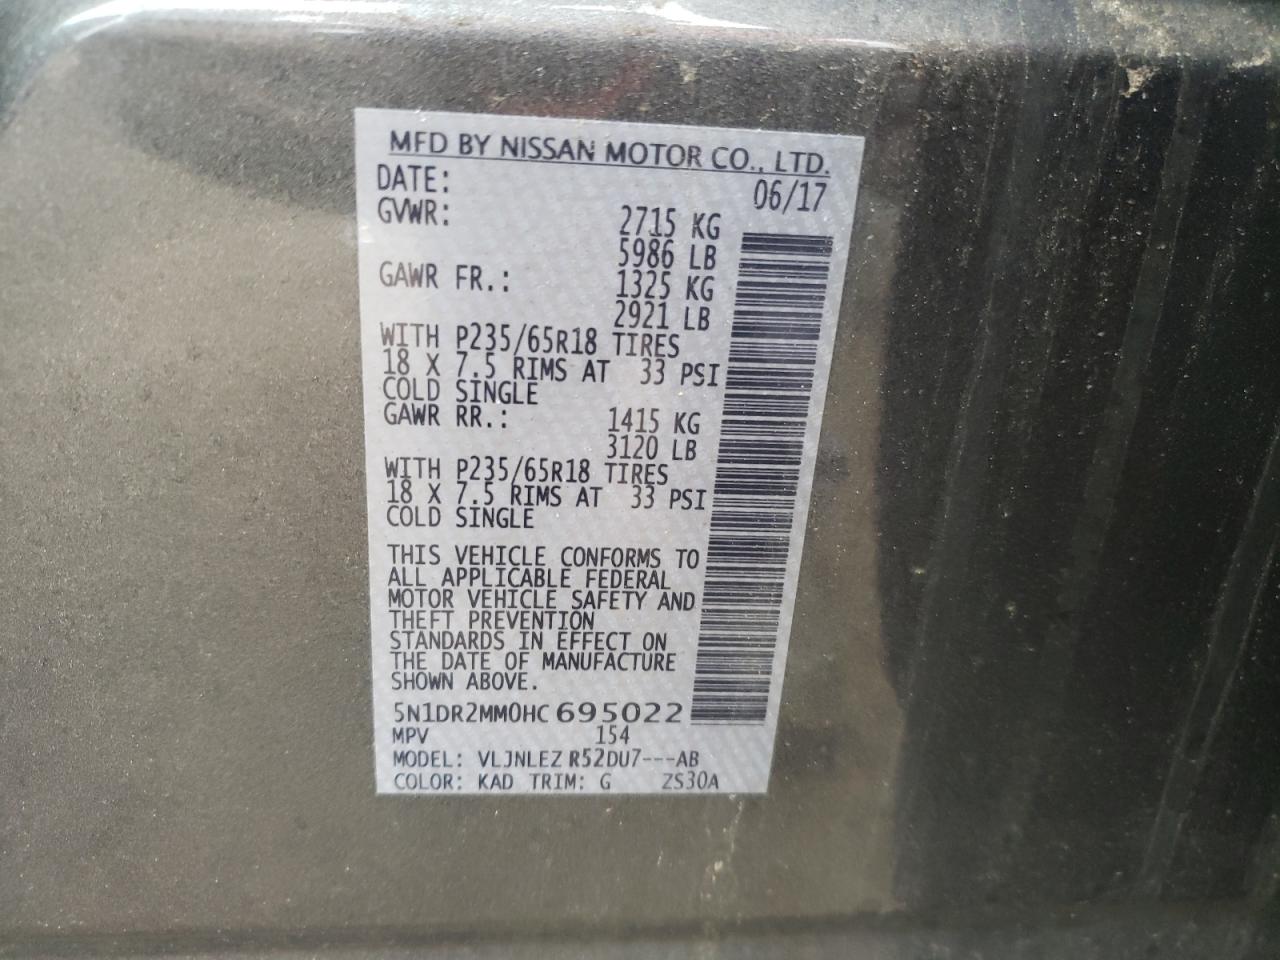 MFD BY NISSAN MOTOR CO., LTD.
DATE: 06/17
GVWR: 2715 KG
5986 LB
GAWR FR.: 1325 KG
2921 LB
WITH P235/65R18 TIRES
18 X 7.5 RIMS AT 33 PSI
COLD SINGLE
GAWR RR.: 1415 KG
3120 LB
WITH P235/65R18 TIRES
18 X 7.5 RIMS AT 33 PSI
COLD SINGLE
THIS VEHICLE CONFORMS TO
ALL APPLICABLE FEDERAL
MOTOR VEHICLE SAFETY AND
THEFT PREVENTION
STANDARDS IN EFFECT ON
THE DATE OF MANUFACTURE
SHOWN ABOVE.
5N1DR2MM0HC695022
MPV 154
MODEL: VLJNLEZ R52DU7---AB
COLOR: KAD TRIM: G ZS30A